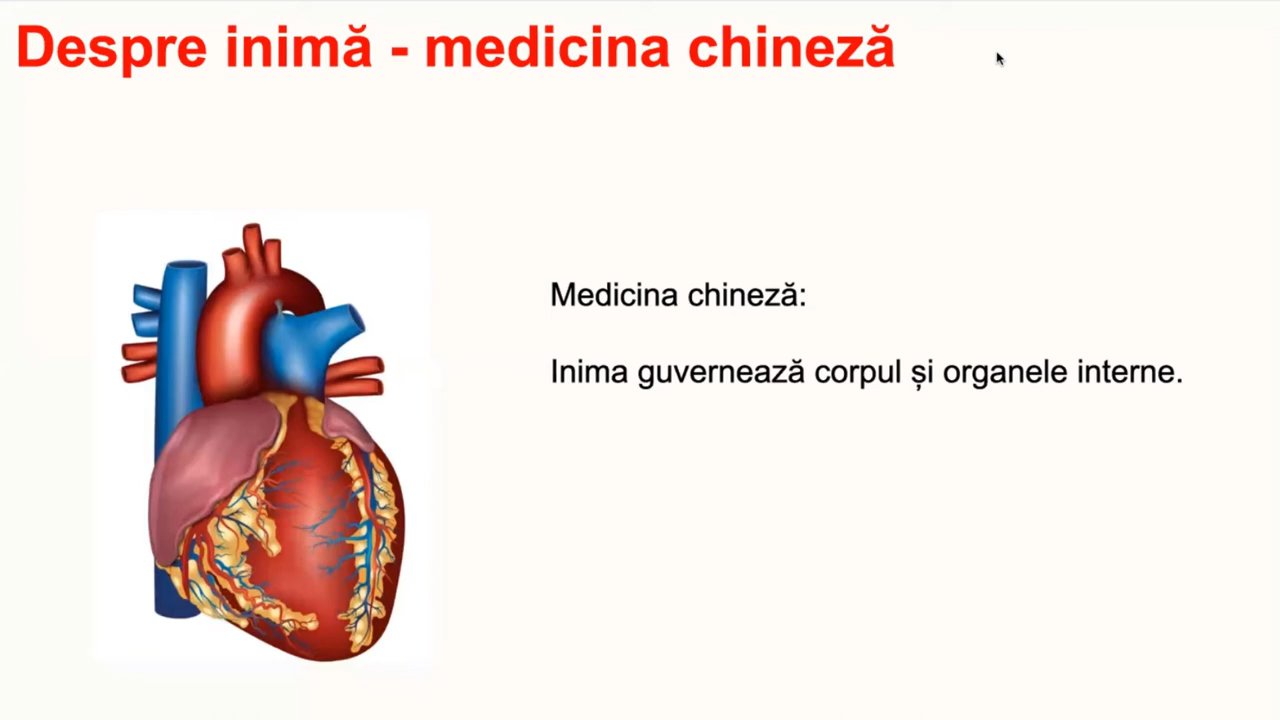 Despre inimă - medicina chineză
Medicina chineză:
Inima guvernează corpul și organele interne.